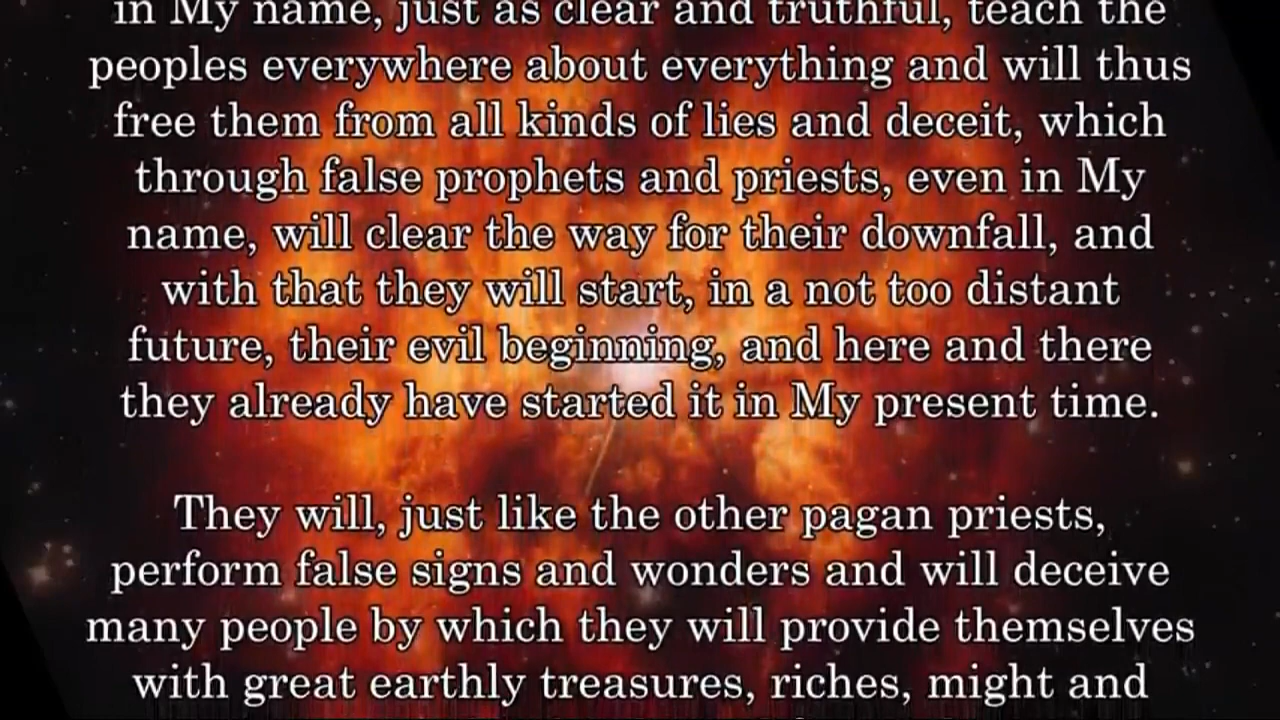 in My name, just as clear and truthful, teach the
peoples everywhere about everything and will thus
free them from all kinds of lies and deceit, which
through false prophets and priests, even in My
name, will clear the way for their downfall, and
with that they will start, in a not too distant
future, their evil beginning, and here and there
they already have started it in My present time.
They will, just like the other pagan priests,
perform false signs and wonders and will deceive
many people by which they will provide themselves
with great earthly treasures, riches, might and